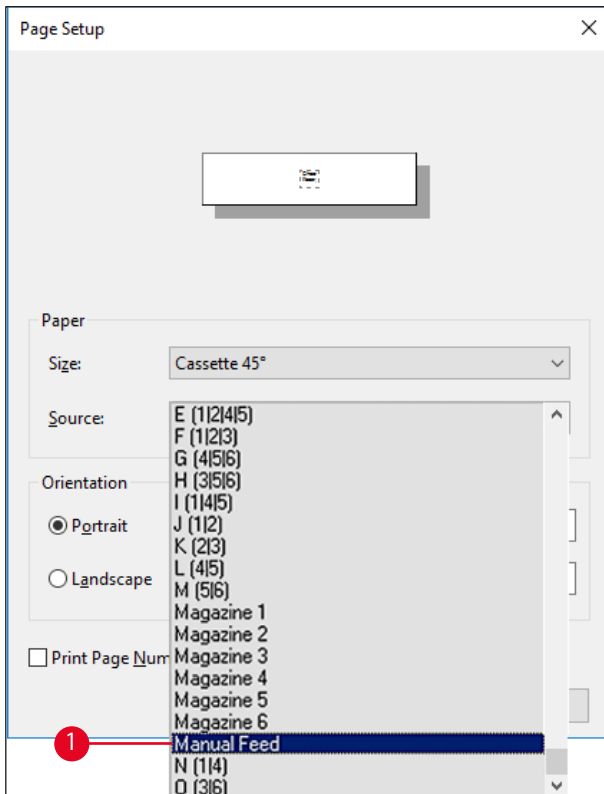 Page Setup
Paper
Size: Cassette 45°
Source:
E (1|2|4|5)
F (1|2|3)
G (4|5|6)
H (3|5|6)
Orientation
I (1|4|5)
Portrait
J (1|2)
K (2|3)
L (4|5)
Landscape
M (5|6)
Magazine 1
Magazine 2
Print Page Num
Magazine 3
Magazine 4
Magazine 5
Magazine 6
1
Manual Feed
N (1|4)
O (3|6)